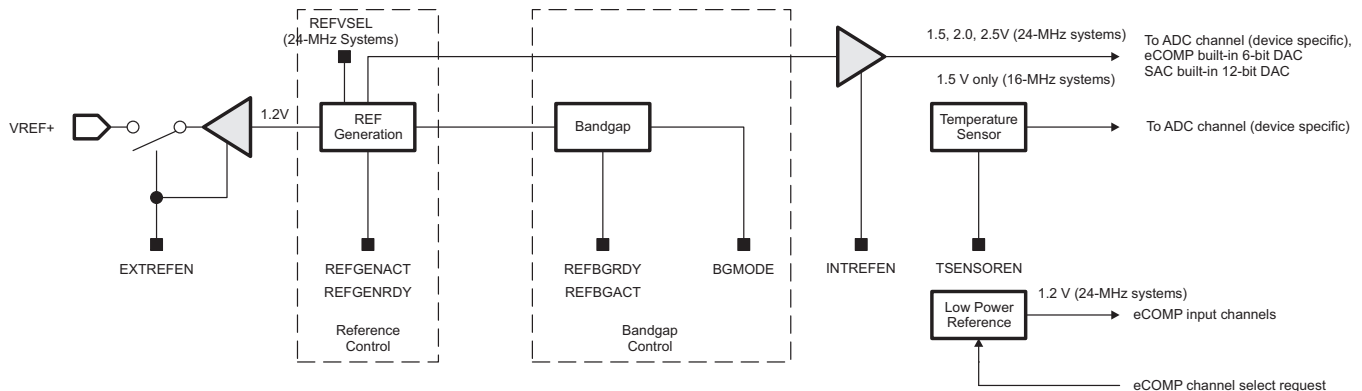 REFVSEL
(24-MHz Systems)
1.5, 2.0, 2.5V (24-MHz systems)
To ADC channel (device specific),
eCOMP built-in 6-bit DAC
SAC built-in 12-bit DAC
1.5 V only (16-MHz systems)
VREF+
1.2V
REF
Generation
Bandgap
Temperature
Sensor
To ADC channel (device specific)
EXTREFEN
REFGENACT
REFGENRDY
REFBGRDY
REFBGACT
BGMODE
INTREFEN
TSENSOREN
1.2 V (24-MHz systems)
Low Power
Reference
eCOMP input channels
Reference
Control
Bandgap
Control
eCOMP channel select request